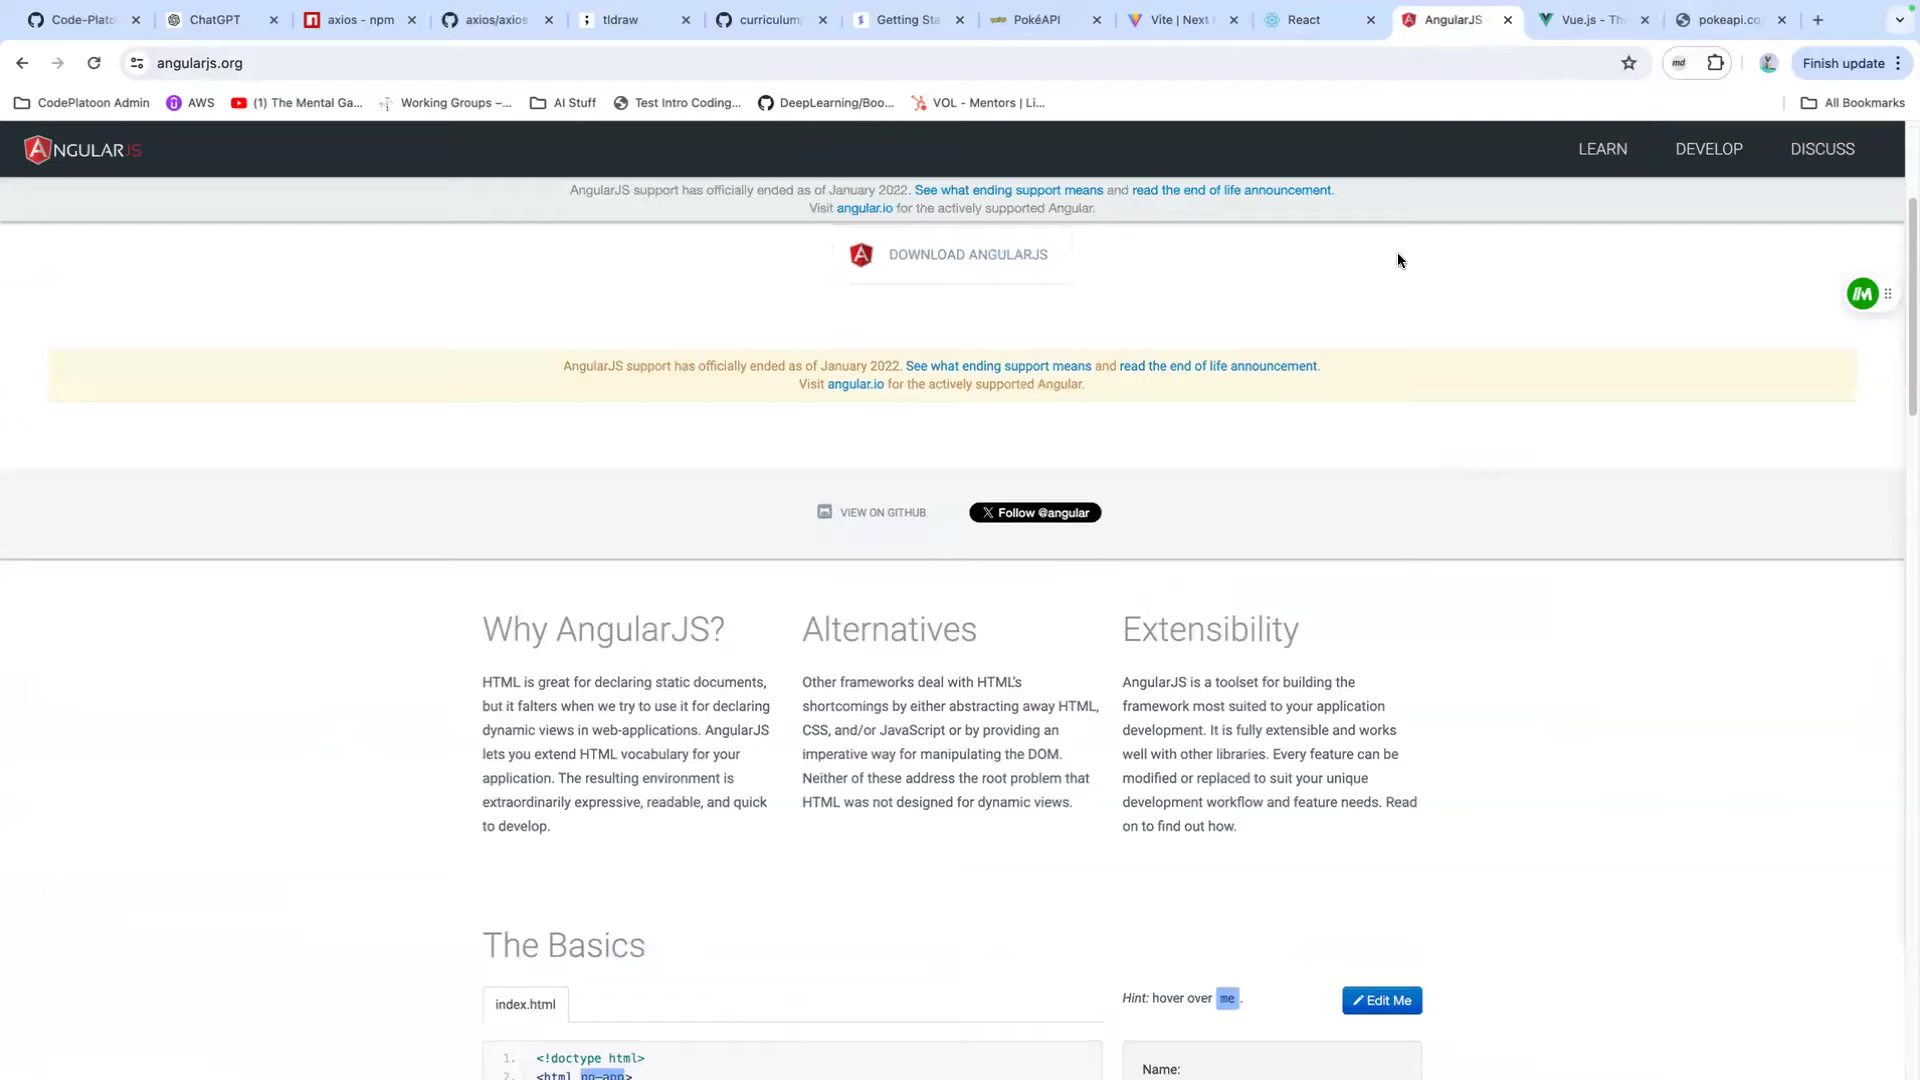 Code-Plato
ChatGPT
axios - npm
axios/axios
tldraw
curriculum
Getting Sta
PokéAPI
Vite | Next
React
AngularJS
Vue.js - Th
pokeapi.co
angularjs.org
md
Finish update
CodePlatoon Admin
AWS
(1) The Mental Ga...
Working Groups –...
AI Stuff
Test Intro Coding...
DeepLearning/Boo...
VOL - Mentors | Li...
All Bookmarks
ANGULARJS
LEARN
DEVELOP
DISCUSS
AngularJS support has officially ended as of January 2022. See what ending support means and read the end of life announcement.
Visit angular.io for the actively supported Angular.
DOWNLOAD ANGULARJS
AngularJS support has officially ended as of January 2022. See what ending support means and read the end of life announcement.
Visit angular.io for the actively supported Angular.
VIEW ON GITHUB
X Follow @angular
Why AngularJS?
HTML is great for declaring static documents,
but it falters when we try to use it for declaring
dynamic views in web-applications. AngularJS
lets you extend HTML vocabulary for your
application. The resulting environment is
extraordinarily expressive, readable, and quick
to develop.
Alternatives
Other frameworks deal with HTML's
shortcomings by either abstracting away HTML,
CSS, and/or JavaScript or by providing an
imperative way for manipulating the DOM.
Neither of these address the root problem that
HTML was not designed for dynamic views.
Extensibility
AngularJS is a toolset for building the
framework most suited to your application
development. It is fully extensible and works
well with other libraries. Every feature can be
modified or replaced to suit your unique
development workflow and feature needs. Read
on to find out how.
The Basics
index.html
Hint: hover over me .
Edit Me
1. <!doctype html>
2. <html ng-app>
Name: